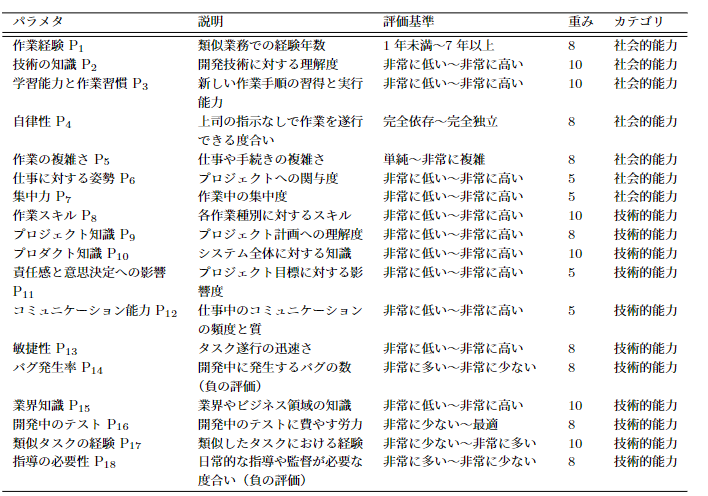 パラメタ 説明 評価基準 重み カテゴリ
作業経験 P1 類似業務での経験年数 1 年未満～7 年以上 8 社会的能力
技術の知識 P2 開発技術に対する理解度 非常に低い～非常に高い 10 社会的能力
学習能力と作業習慣 P3 新しい作業手順の習得と実行 非常に低い～非常に高い 10 社会的能力
能力
自律性 P4 上司の指示なしで作業を遂行 完全依存～完全独立 8 社会的能力
できる度合い
作業の複雑さ P5 仕事や手続きの複雑さ 単純～非常に複雑 8 社会的能力
仕事に対する姿勢 P6 プロジェクトへの関与度 非常に低い～非常に高い 5 社会的能力
集中力 P7 作業中の集中度 非常に低い～非常に高い 5 社会的能力
作業スキル P8 各作業種別に対するスキル 非常に低い～非常に高い 10 技術的能力
プロジェクト知識 P9 プロジェクト計画への理解度 非常に低い～非常に高い 8 技術的能力
プロダクト知識 P10 システム全体に対する知識 非常に低い～非常に高い 10 技術的能力
責任感と意思決定への影響 プロジェクト目標に対する影 非常に低い～非常に高い 5 技術的能力
P11 響度
コミュニケーション能力 P12 仕事中のコミュニケーション 非常に低い～非常に高い 5 技術的能力
の頻度と質
敏捷性 P13 タスク遂行の迅速さ 非常に低い～非常に高い 8 技術的能力
バグ発生率 P14 開発中に発生するバグの数 非常に多い～非常に少ない 8 技術的能力
（負の評価）
業界知識 P15 業界やビジネス領域の知識 非常に低い～非常に高い 10 技術的能力
開発中のテスト P16 開発中のテストに費やす労力 非常に少ない～最適 8 技術的能力
類似タスクの経験 P17 類似したタスクにおける経験 非常に少ない～非常に多い 10 技術的能力
指導の必要性 P18 日常的な指導や監督が必要な 非常に多い～非常に少ない 8 技術的能力
度合い（負の評価）